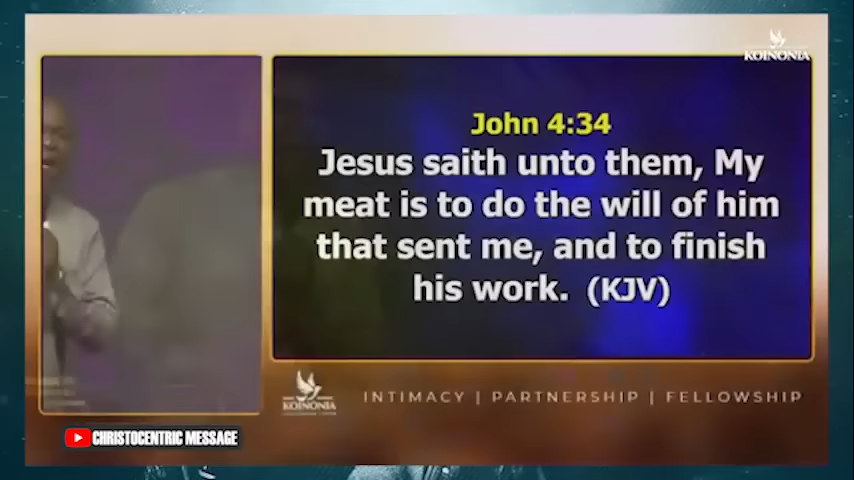 KOINONIA
John 4:34
Jesus saith unto them, My
meat is to do the will of him
that sent me, and to finish
his work. (KJV)
KOINONIA
INTIMACY | PARTNERSHIP | FELLOWSHIP
CHRISTOCENTRIC MESSAGE